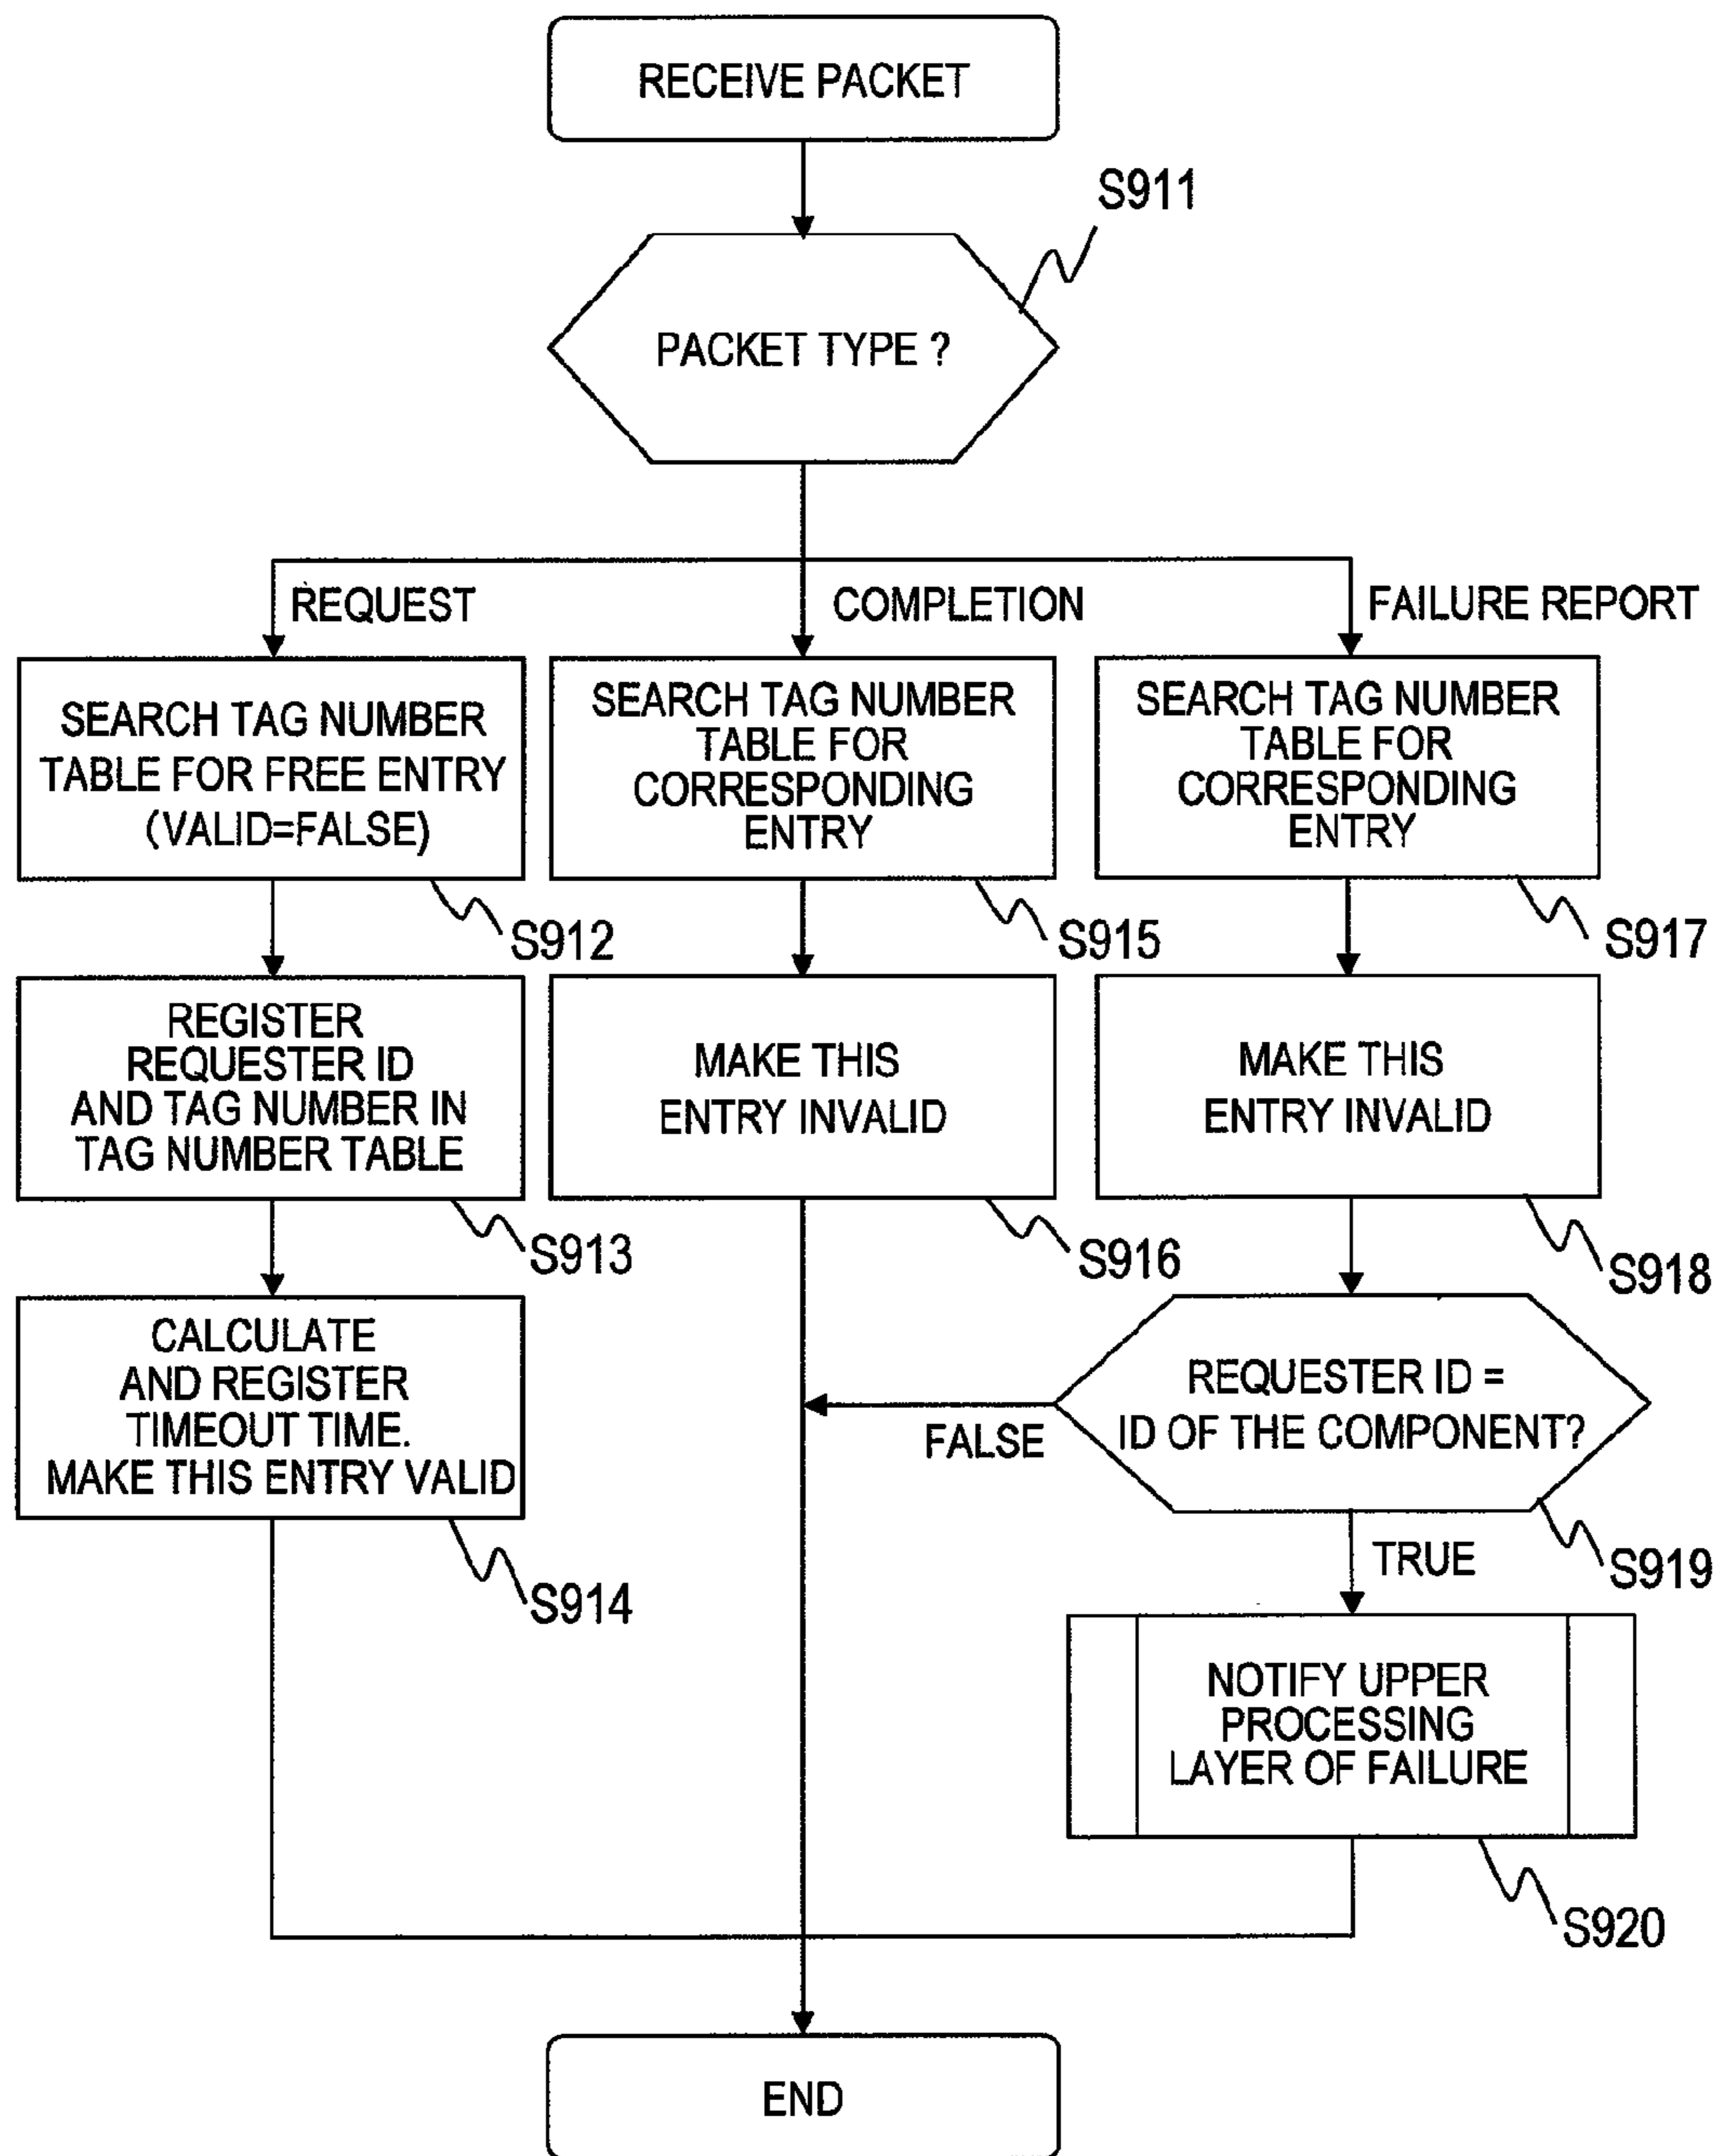 RECEIVE PACKET
S911
PACKET TYPE ?
REQUEST
COMPLETION
FAILURE REPORT
SEARCH TAG NUMBER
TABLE FOR FREE ENTRY
(VALID=FALSE)
S912
SEARCH TAG NUMBER
TABLE FOR
CORRESPONDING
ENTRY
S915
SEARCH TAG NUMBER
TABLE FOR
CORRESPONDING
ENTRY
S917
REGISTER
REQUESTER ID
AND TAG NUMBER IN
TAG NUMBER TABLE
S913
MAKE THIS
ENTRY INVALID
S916
MAKE THIS
ENTRY INVALID
S918
CALCULATE
AND REGISTER
TIMEOUT TIME.
MAKE THIS ENTRY VALID
S914
REQUESTER ID =
ID OF THE COMPONENT?
FALSE
S919
TRUE
NOTIFY UPPER
PROCESSING
LAYER OF FAILURE
S920
END